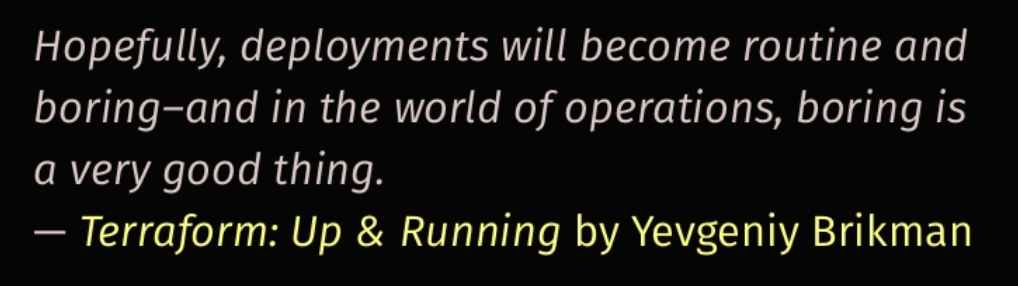 Hopefully, deployments will become routine and
boring–and in the world of operations, boring is
a very good thing.
— Terraform: Up & Running by Yevgeniy Brikman